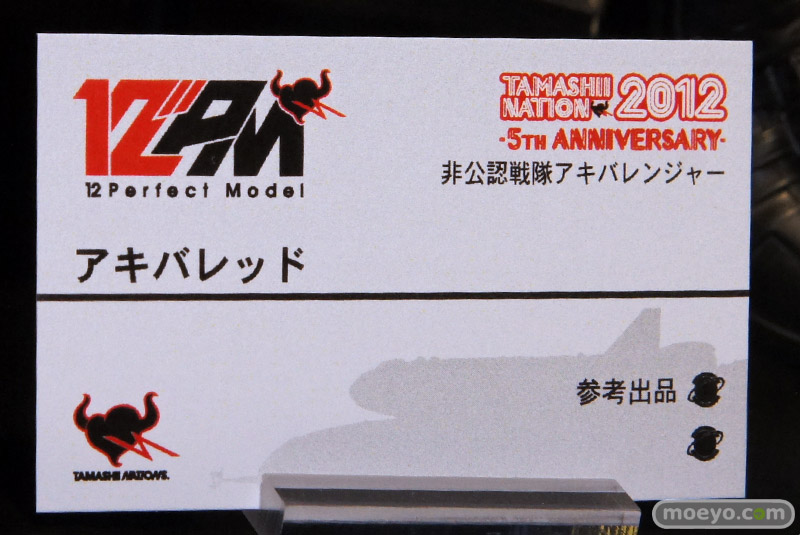 12"PM
12 Perfect Model
TAMASHII
NATION 2012
-5TH ANNIVERSARY-
非公認戦隊アキバレンジャー
アキバレッド
参考出品
TAMASHII NATIONS.
moeyo.com